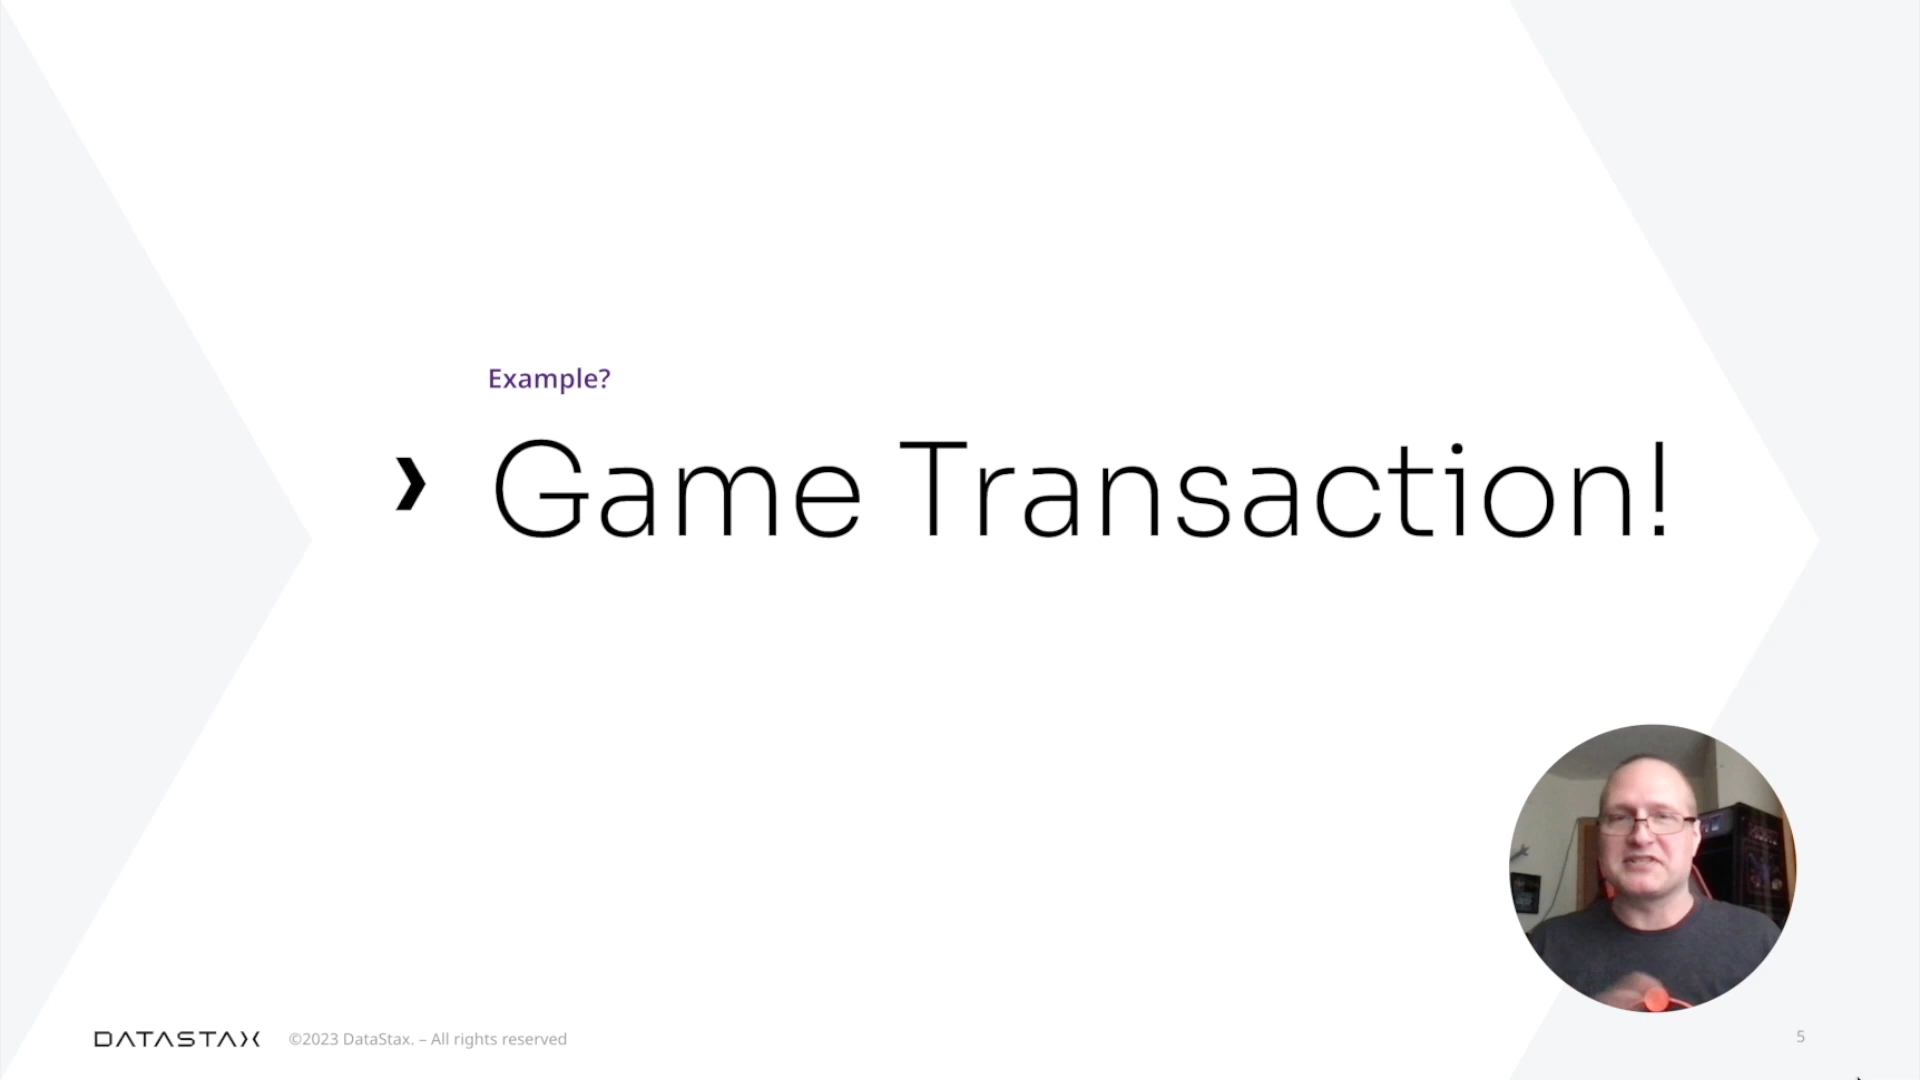 Example?
❯ Game Transaction!
DATASTAX ©2023 DataStax. – All rights reserved
5